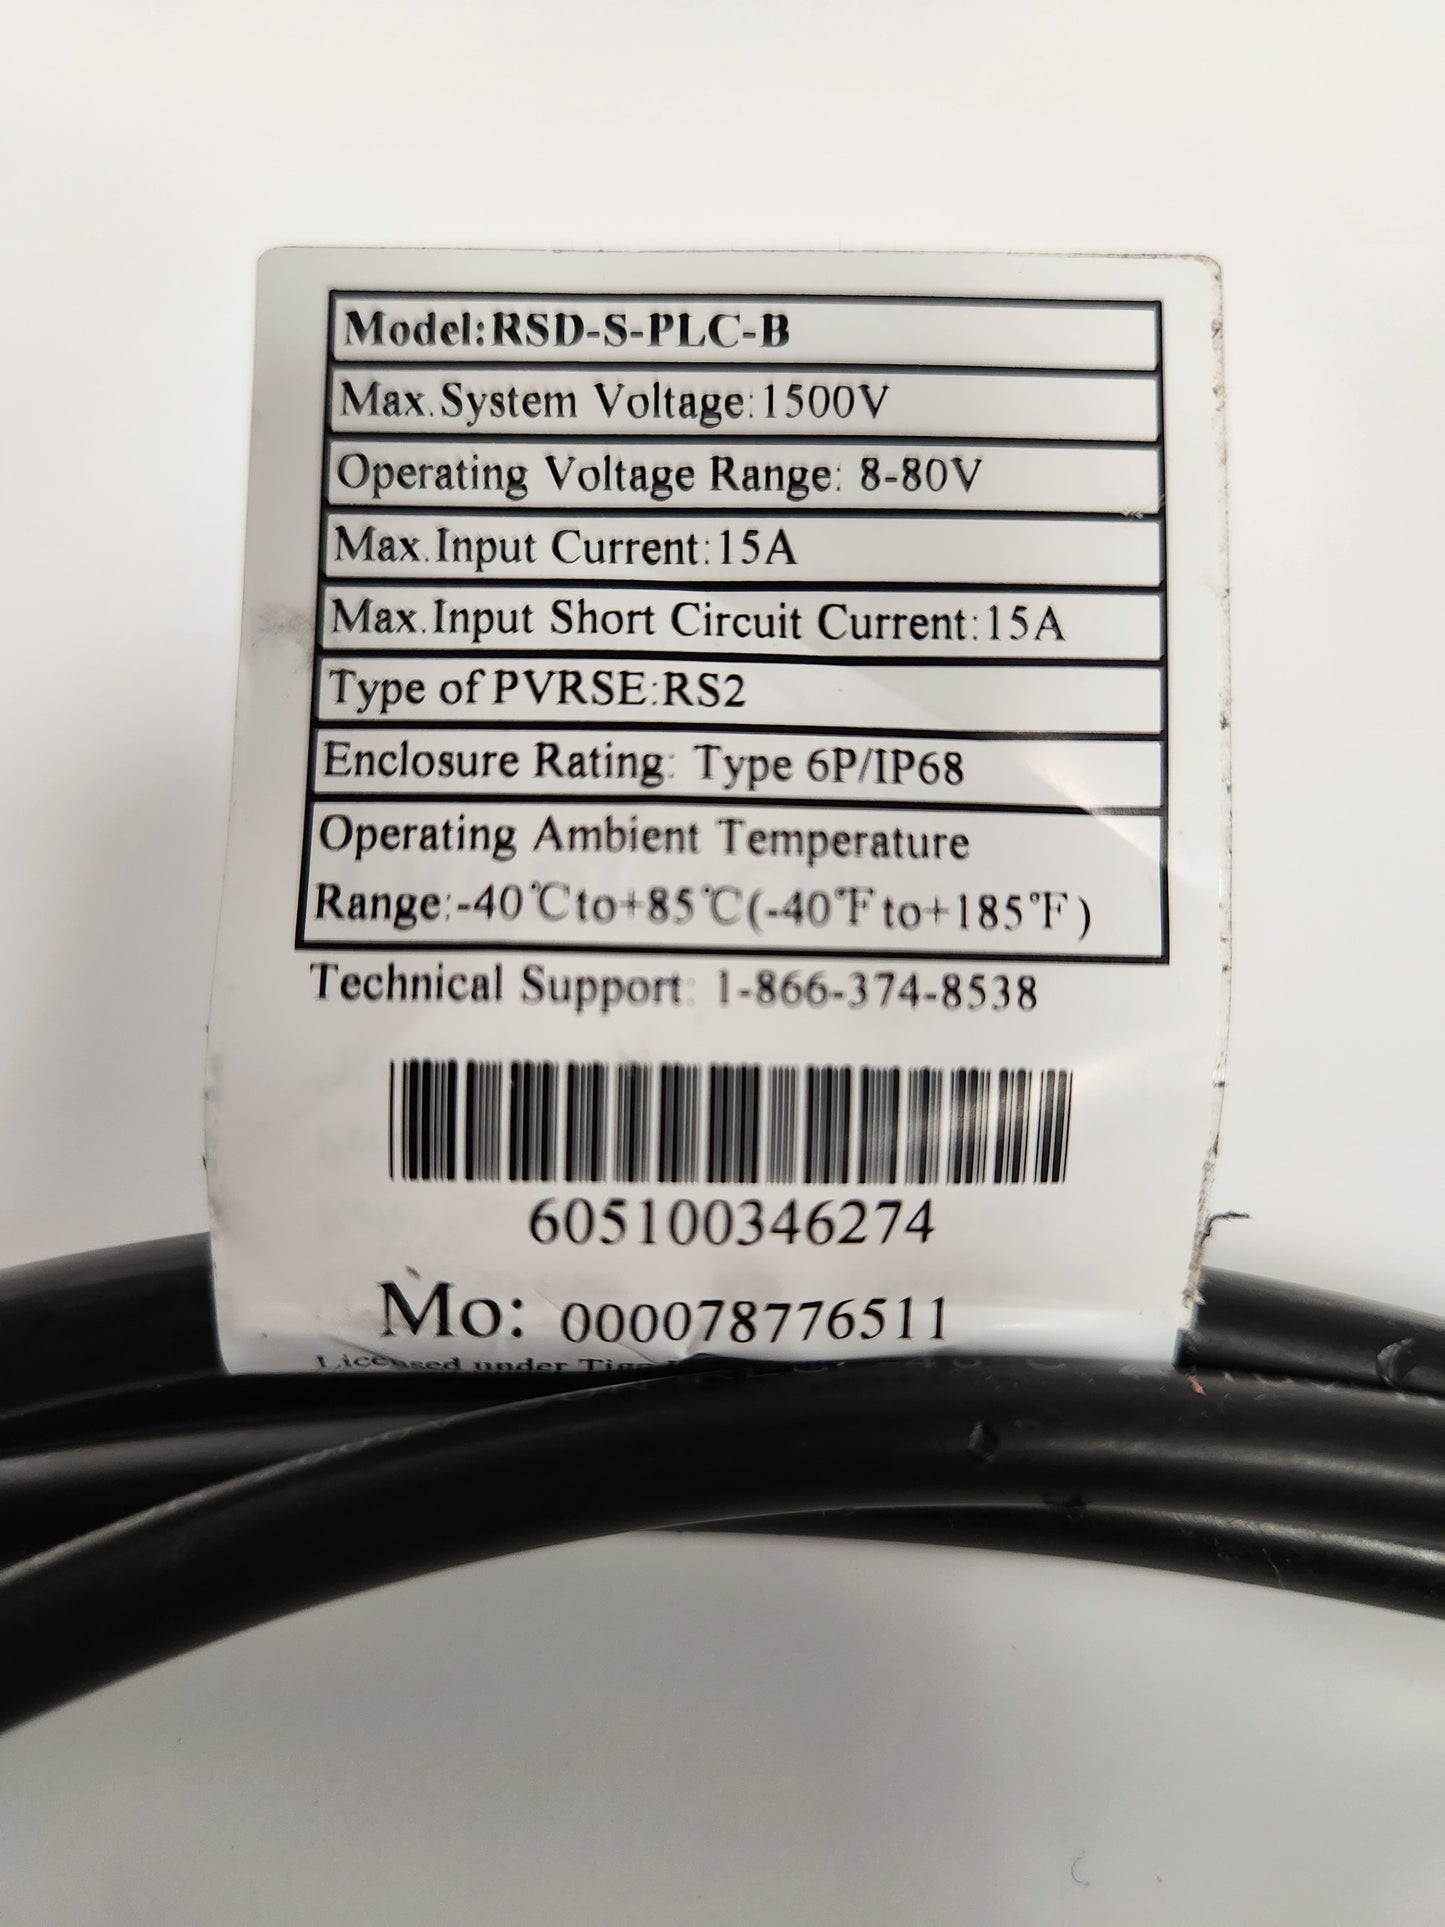 Model:RSD-S-PLC-B
Max.System Voltage:1500V
Operating Voltage Range: 8-80V
Max.Input Current:15A
Max.Input Short Circuit Current:15A
Type of PVRSE:RS2
Enclosure Rating: Type 6P/IP68
Operating Ambient Temperature
Range:-40℃to+85℃(-40℉to+185℉)
Technical Support: 1-866-374-8538
605100346274
Mo: 000078776511
Licensed under